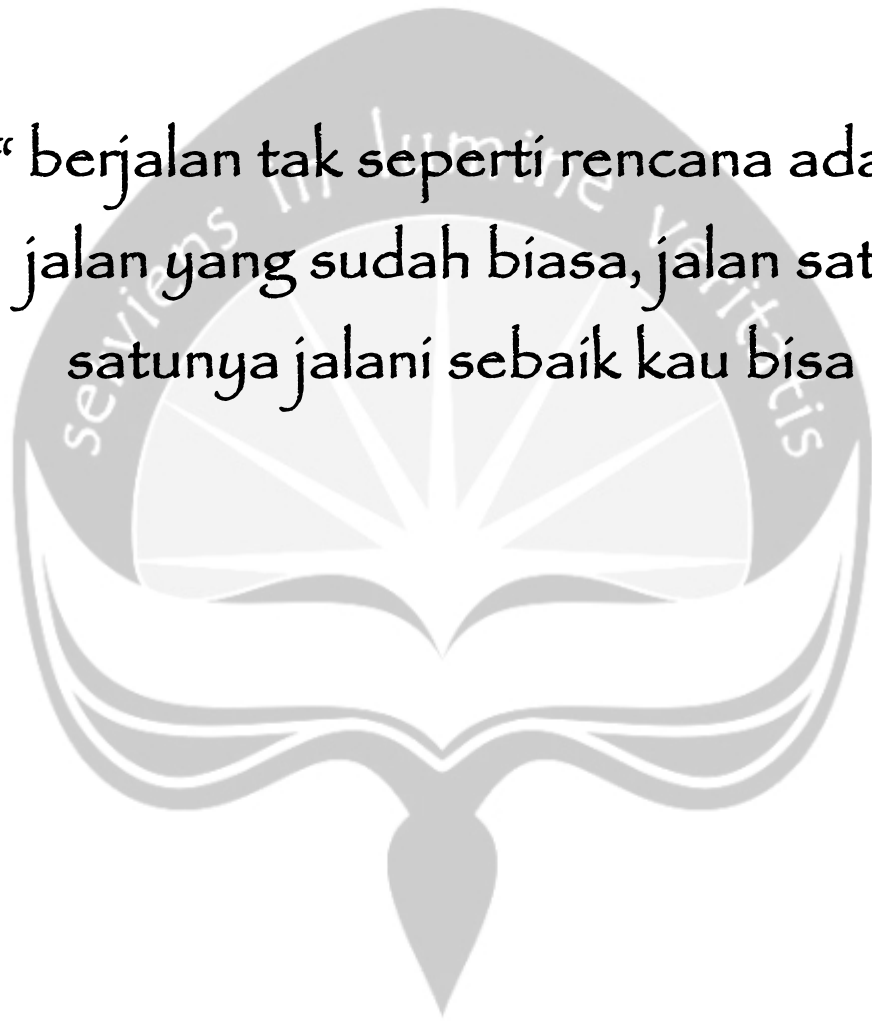 “ berjalan tak seperti rencana ada
jalan yang sudah biasa, jalan sat
satunya jalani sebaik kau bisa
serviens in lumine veritatis